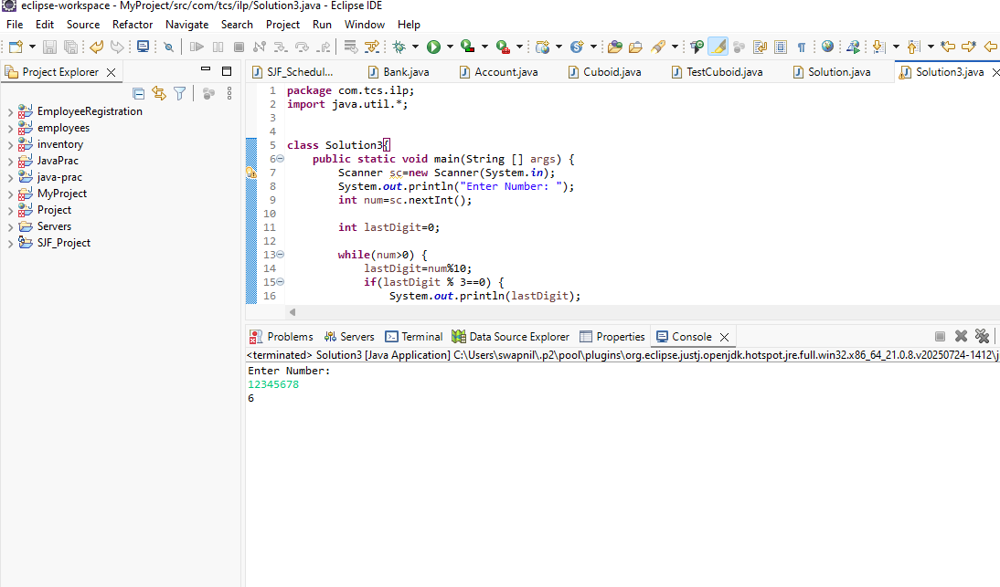 eclipse-workspace - MyProject/src/com/tcs/ilp/Solution3.java - Eclipse IDE
File Edit Source Refactor Navigate Search Project Run Window Help
Project Explorer
SJF_Schedul... Bank.java Account.java Cuboid.java TestCuboid.java Solution.java Solution3.java
EmployeeRegistration
employees
inventory
JavaPrac
java-prac
MyProject
Project
Servers
SJF_Project
1 package com.tcs.ilp;
2 import java.util.*;
3
4
5 class Solution3{
6 public static void main(String [] args) {
7 Scanner sc=new Scanner(System.in);
8 System.out.println("Enter Number: ");
9 int num=sc.nextInt();
10
11 int lastDigit=0;
12
13 while(num>0) {
14 lastDigit=num%10;
15 if(lastDigit % 3==0) {
16 System.out.println(lastDigit);
Problems Servers Terminal Data Source Explorer Properties Console
<terminated> Solution3 [Java Application] C:\Users\swapnil\.p2\pool\plugins\org.eclipse.justj.openjdk.hotspot.jre.full.win32.x86_64_21.0.8.v20250724-1412\j
Enter Number:
12345678
6